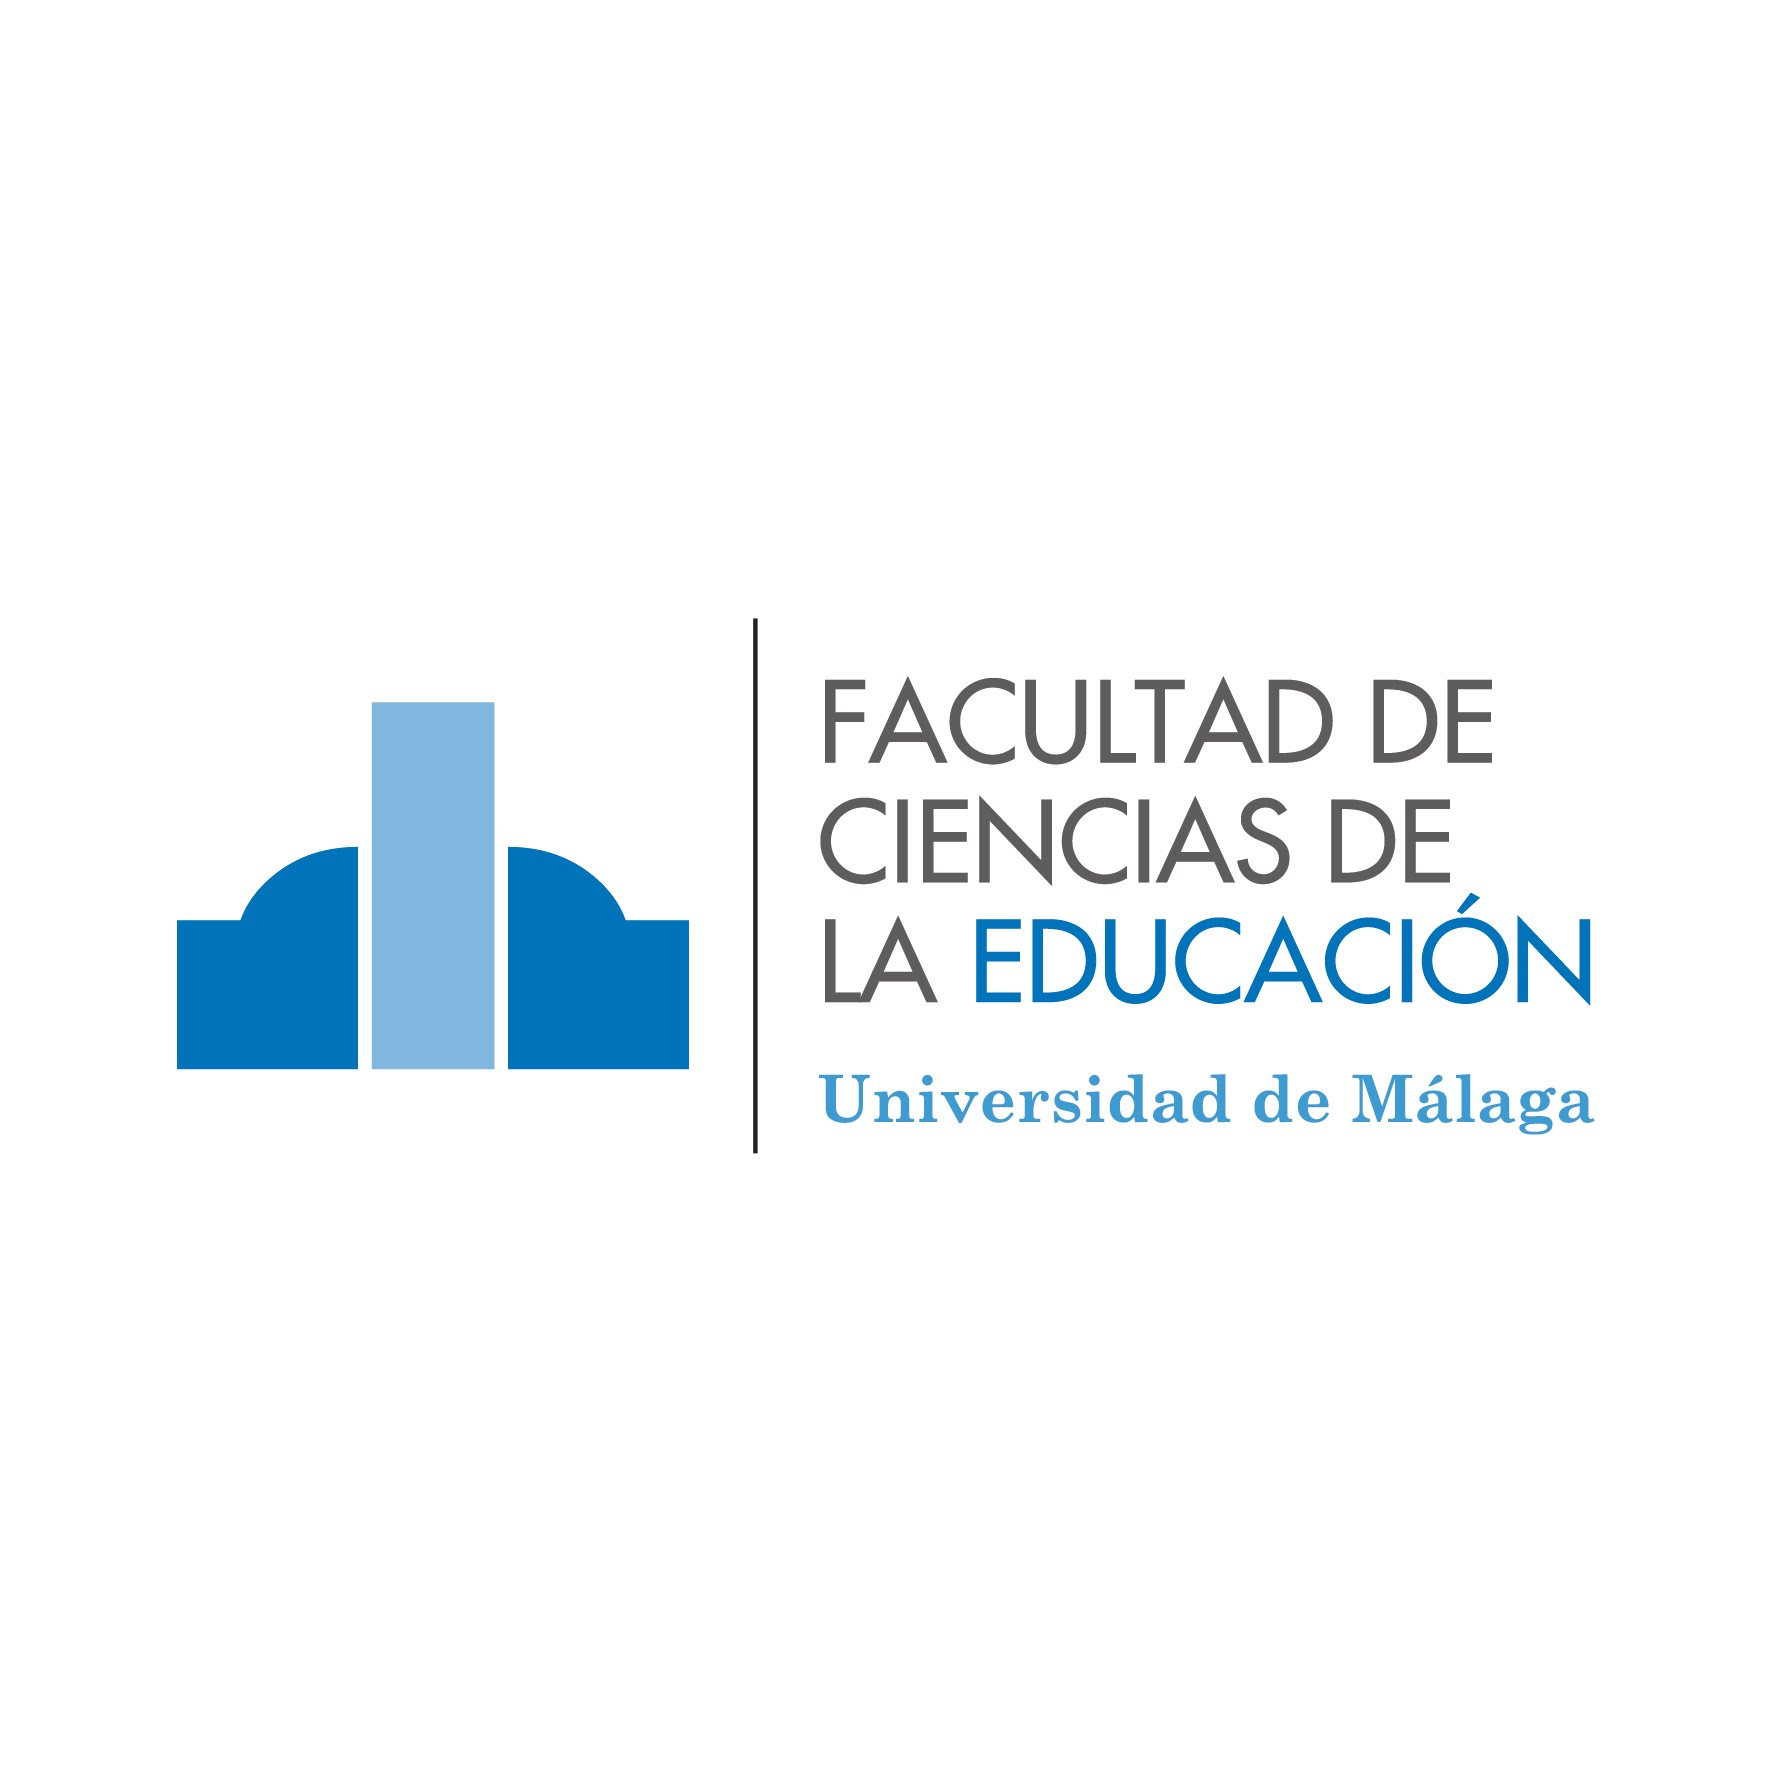 FACULTAD DE
CIENCIAS DE
LA EDUCACIÓN
Universidad de Málaga